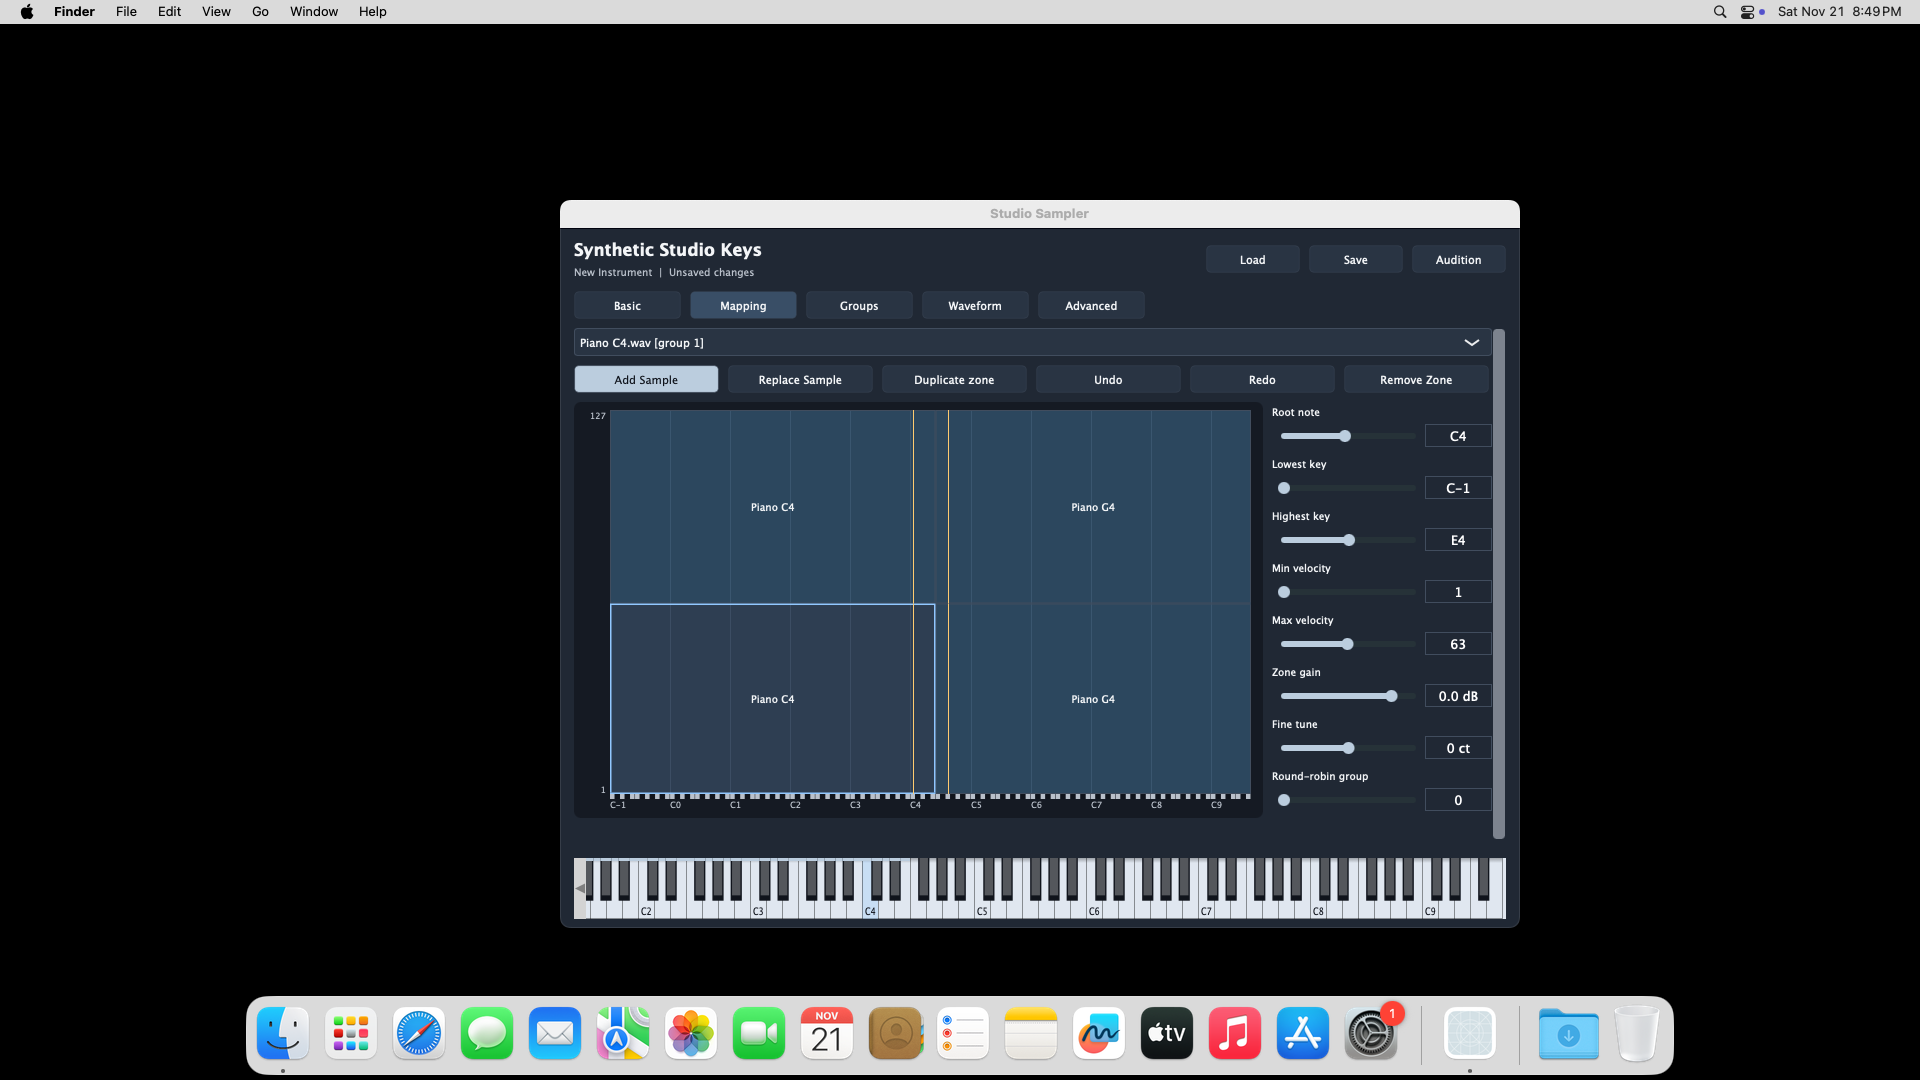 Finder File Edit View Go Window Help Sat Nov 21 8:49 PM
Studio Sampler
Synthetic Studio Keys
New Instrument | Unsaved changes
Load Save Audition
Basic Mapping Groups Waveform Advanced
Piano C4.wav [group 1]
Add Sample Replace Sample Duplicate zone Undo Redo Remove Zone
127
Piano C4 Piano G4
Piano C4 Piano G4
1
C-1 C0 C1 C2 C3 C4 C5 C6 C7 C8 C9
Root note
C4
Lowest key
C-1
Highest key
E4
Min velocity
1
Max velocity
63
Zone gain
0.0 dB
Fine tune
0 ct
Round-robin group
0
C2 C3 C4 C5 C6 C7 C8 C9
NOV
21
tv
1